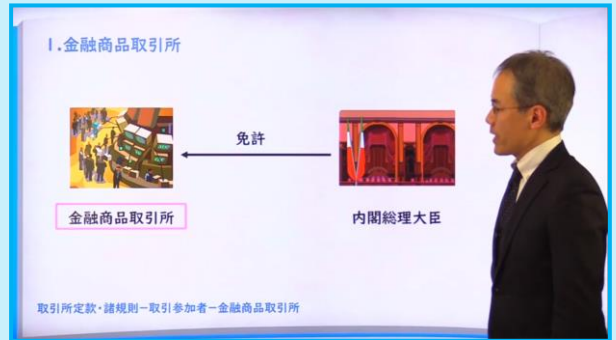 1.金融商品取引所
免許
金融商品取引所
内閣総理大臣
取引所定款・諸規則－取引参加者－金融商品取引所